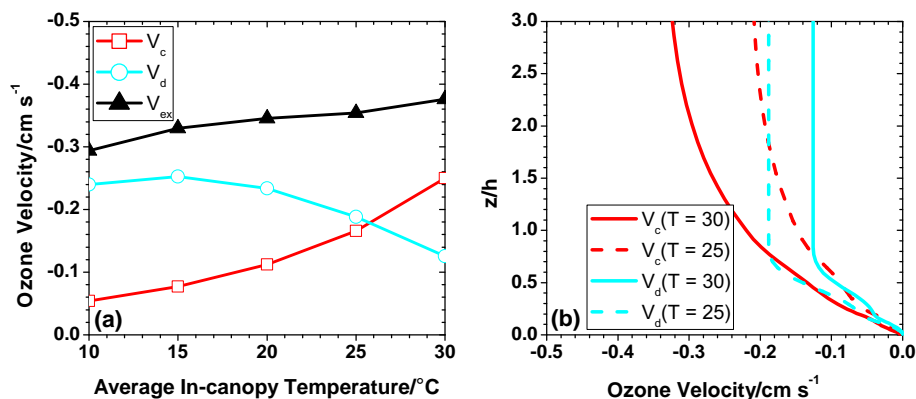 -0.5
-0.4
-0.3
-0.2
-0.1
0.0
Ozone Velocity/cm s⁻¹
V_c
V_d
V_ex
(a)
10 15 20 25 30
Average In-canopy Temperature/°C
3.0
2.5
2.0
1.5
1.0
0.5
0.0
z/h
V_c(T = 30)
V_c(T = 25)
V_d(T = 30)
V_d(T = 25)
(b)
-0.5 -0.4 -0.3 -0.2 -0.1 0.0
Ozone Velocity/cm s⁻¹